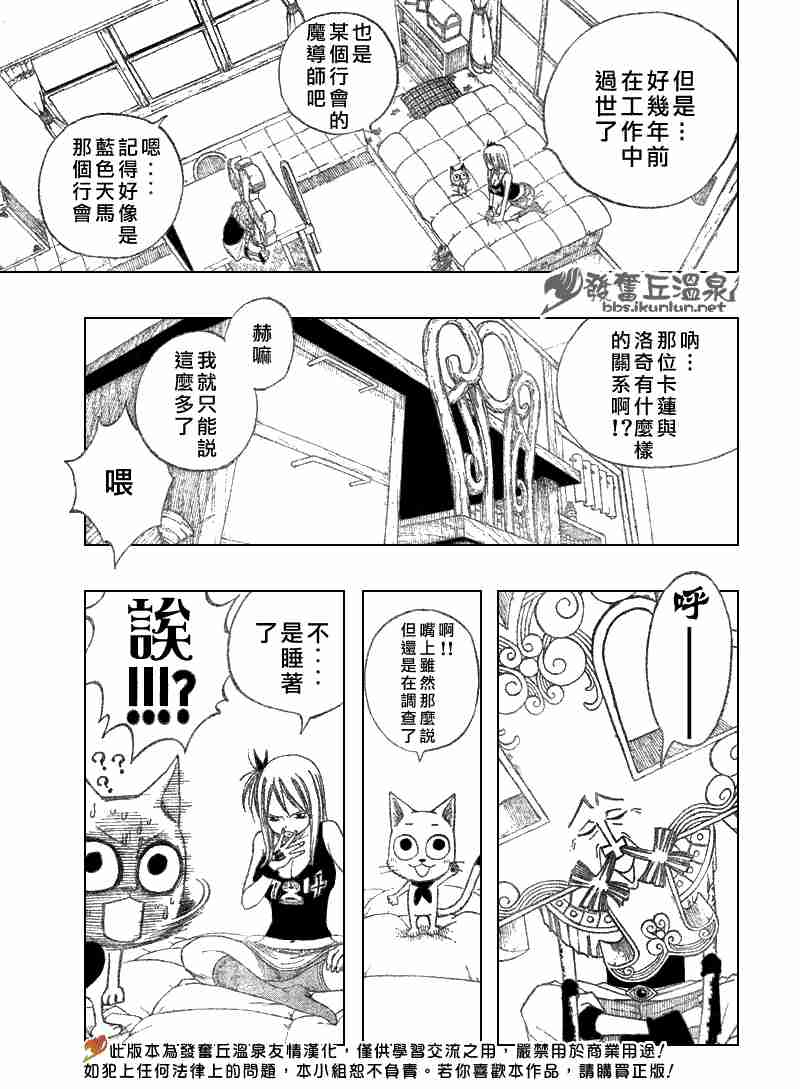 但是…
好幾年前
在工作中
過世了
也是
某個行會的
魔導師吧
嗯‥‥
記得好像是
藍色天馬
那個行會
發奮丘溫泉
bbs.ikunlun.net
吶…
那位卡蓮與
洛奇有什麼樣
的關系啊!?
赫嘛
我就只能說
這麼多了
喂
呼——
啊!!
嘴上雖然那麼說
但還是在調查了
不‥‥
是睡著
了
誒!!!?
???
??
此版本為發奮丘溫泉友情漢化，僅供學習交流之用，嚴禁用於商業用途!
如犯上任何法律上的問題，本小組恕不負責。若你喜歡本作品，請購買正版!